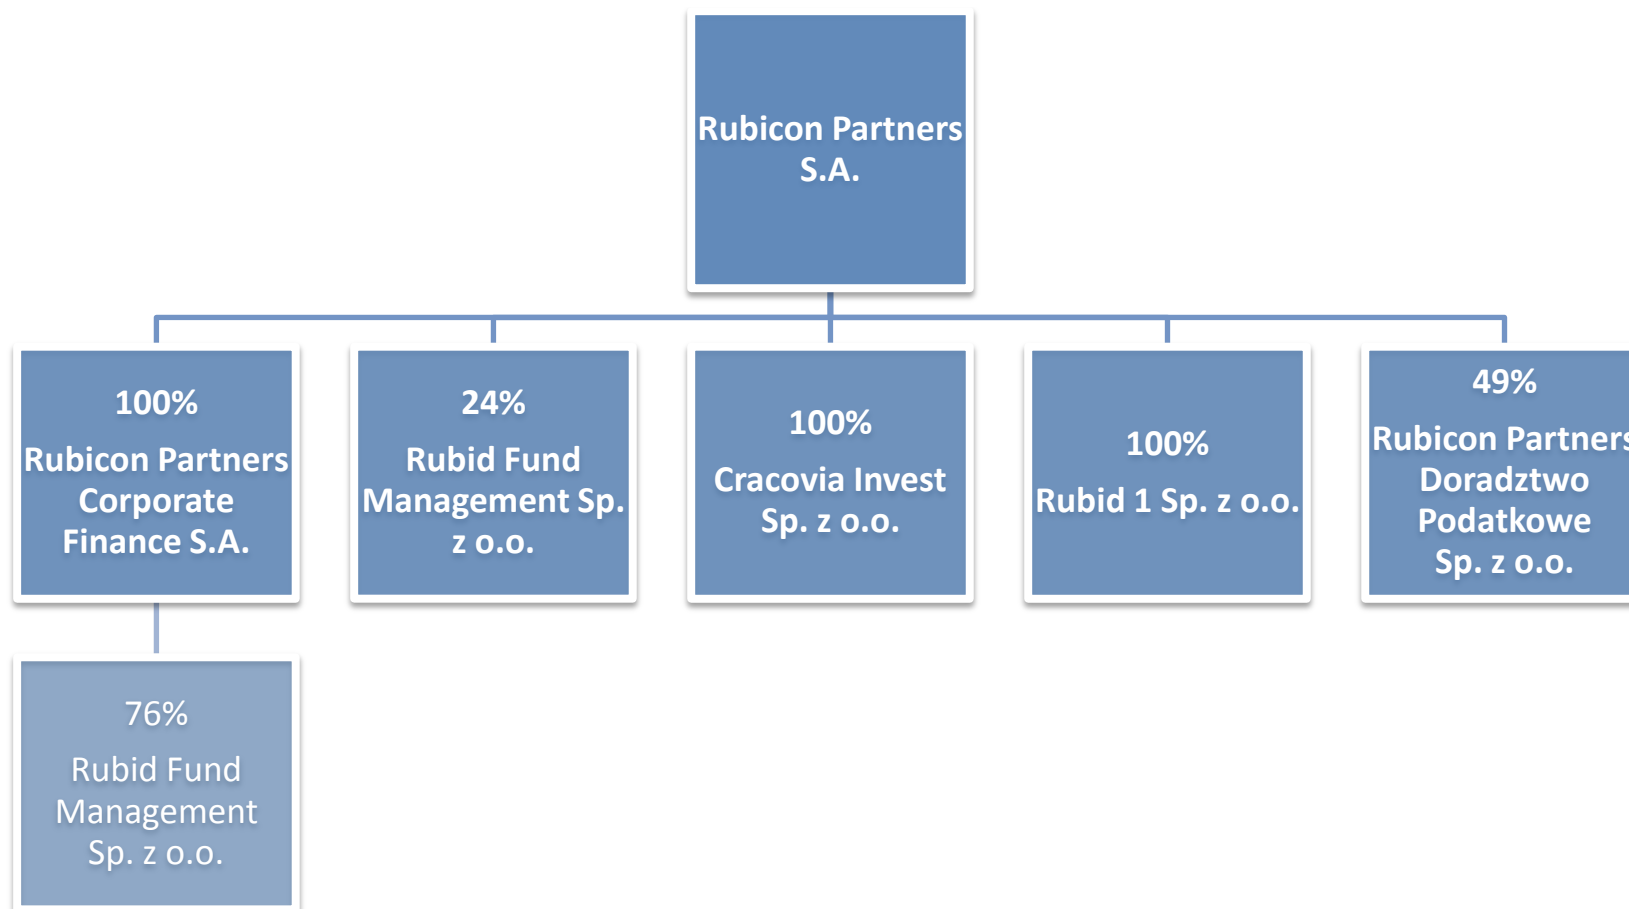 Rubicon Partners
S.A.
100%
Rubicon Partners
Corporate
Finance S.A.
24%
Rubid Fund
Management Sp.
z o.o.
100%
Cracovia Invest
Sp. z o.o.
100%
Rubid 1 Sp. z o.o.
49%
Rubicon Partners
Doradztwo
Podatkowe
Sp. z o.o.
76%
Rubid Fund
Management
Sp. z o.o.